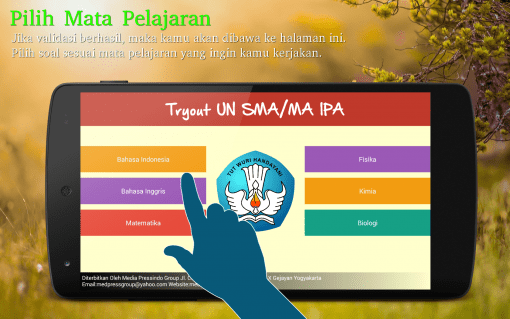 Pilih Mata Pelajaran
Jika validasi berhasil, maka kamu akan dibawa ke halaman ini.
Pilih soal sesuai mata pelajaran yang ingin kamu kerjakan.
Tryout UN SMA/MA IPA
Bahasa Indonesia
Fisika
TUT WURI HANDAYANI
Bahasa Inggris
Kimia
Matematika
Biologi
Diterbitkan Oleh Media Pressindo Group Jl. X Gejayan Yogyakarta
Email:medpressgroup@yahoo.com Website: